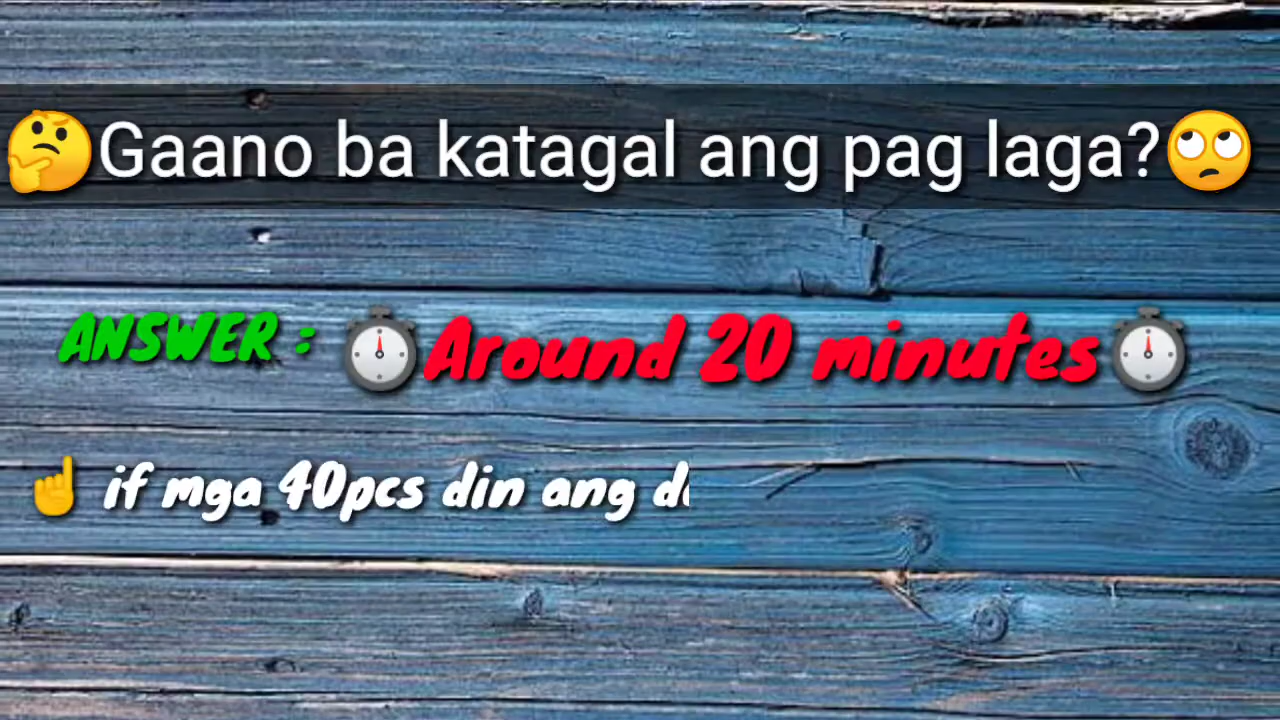 🤔Gaano ba katagal ang pag laga?🙄
ANSWER : ⏱Around 20 minutes⏱
☝ if mga 40pcs din ang